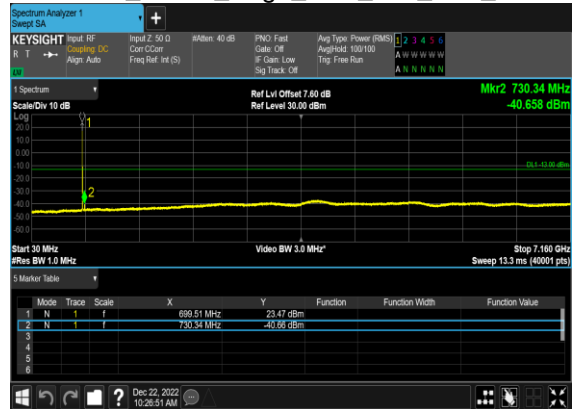 Spectrum Analyzer 1
Swept SA
+
KEYSIGHT Input: RF Input Z: 50 Ω #Atten: 40 dB PNO: Fast Avg Type: Power (RMS) 1 2 3 4 5 6
R T Coupling: DC Corr CCorr Gate: Off Avg|Hold: 100/100 A W W W W W
Align: Auto Freq Ref: Int (S) IF Gain: Low Trig: Free Run A N N N N N
Sig Track: Off
1 Spectrum
Scale/Div 10 dB
Ref Lvl Offset 7.60 dB
Ref Level 30.00 dBm
Mkr2 730.34 MHz
-40.658 dBm
Log
20.0
10.0
0.00
-10.0
-20.0
-30.0
-40.0
-50.0
-60.0
1
2
DL1 -13.00 dBm
Start 30 MHz Video BW 3.0 MHz* Stop 7.160 GHz
#Res BW 1.0 MHz Sweep 13.3 ms (40001 pts)
5 Marker Table
Mode Trace Scale X Y Function Function Width Function Value
1 N 1 f 699.51 MHz 23.47 dBm
2 N 1 f 730.34 MHz -40.66 dBm
3
4
5
6
? Dec 22, 2022
10:26:51 AM